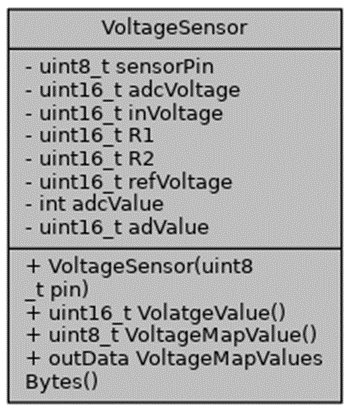 VoltageSensor
- uint8_t sensorPin
- uint16_t adcVoltage
- uint16_t inVoltage
- uint16_t R1
- uint16_t R2
- uint16_t refVoltage
- int adcValue
- uint16_t adValue
+ VoltageSensor(uint8
_t pin)
+ uint16_t VolatgeValue()
+ uint8_t VoltageMapValue()
+ outData VoltageMapValues
Bytes()